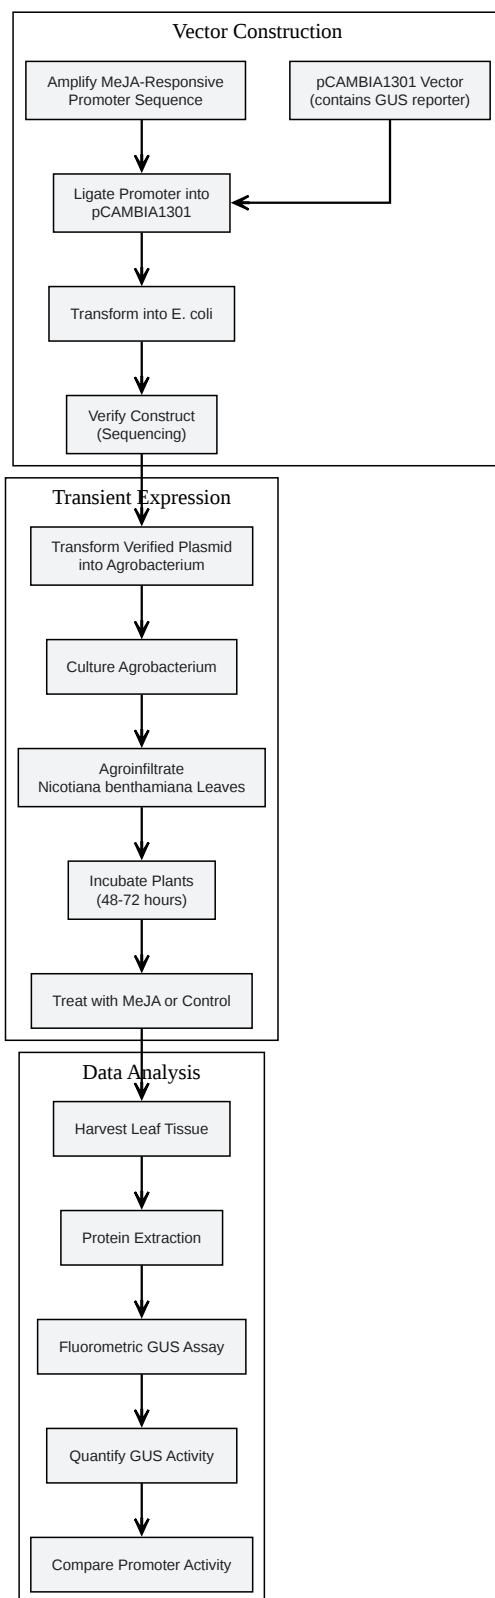 Vector Construction
Amplify MeJA-Responsive
Promoter Sequence
pCAMBIA1301 Vector
(contains GUS reporter)
Ligate Promoter into
pCAMBIA1301
Transform into E. coli
Verify Construct
(Sequencing)
Transient Expression
Transform Verified Plasmid
into Agrobacterium
Culture Agrobacterium
Agroinfiltrate
Nicotiana benthamiana Leaves
Incubate Plants
(48-72 hours)
Treat with MeJA or Control
Data Analysis
Harvest Leaf Tissue
Protein Extraction
Fluorometric GUS Assay
Quantify GUS Activity
Compare Promoter Activity